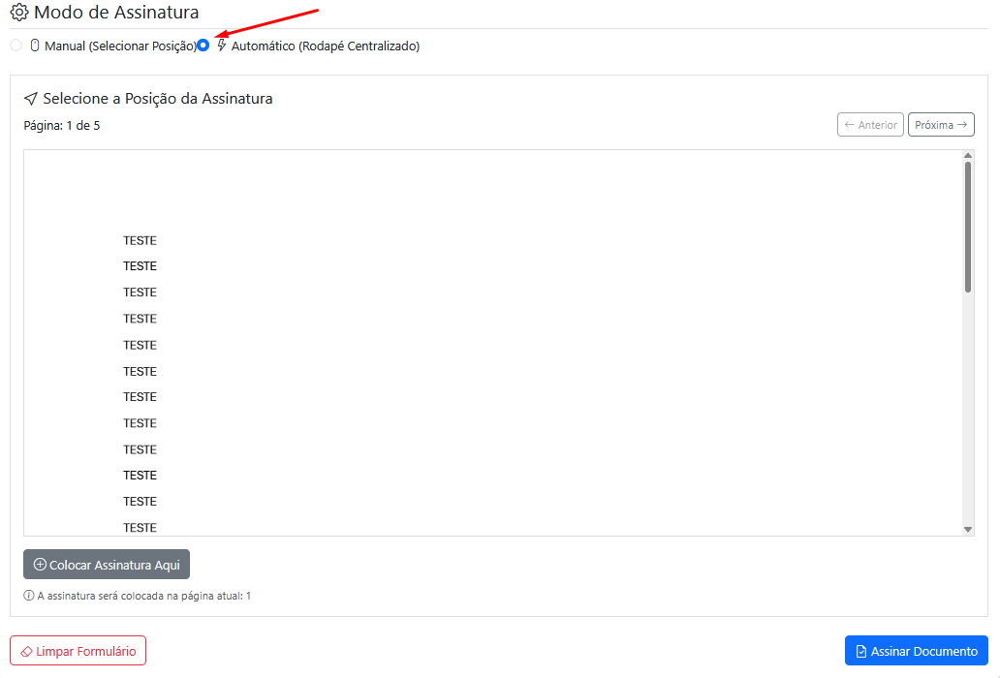 Modo de Assinatura
Manual (Selecionar Posição) Automático (Rodapé Centralizado)
Selecione a Posição da Assinatura
Página: 1 de 5
← Anterior Próxima →
TESTE
TESTE
TESTE
TESTE
TESTE
TESTE
TESTE
TESTE
TESTE
TESTE
TESTE
TESTE
Colocar Assinatura Aqui
A assinatura será colocada na página atual: 1
Limpar Formulário Assinar Documento